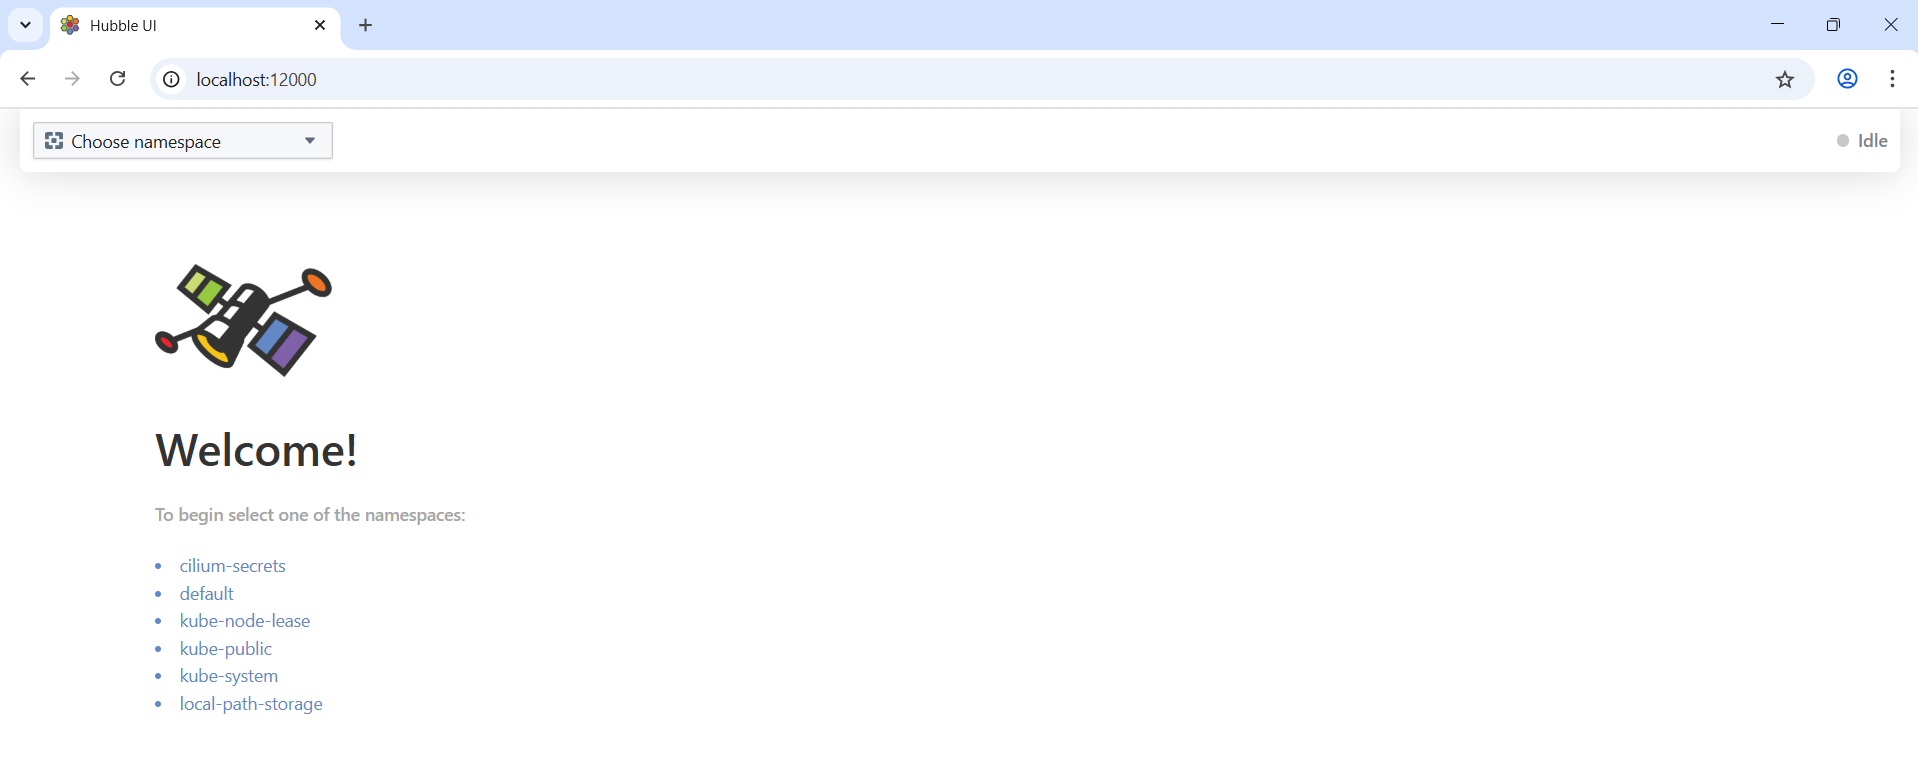 Hubble UI
localhost:12000
Choose namespace
Idle
Welcome!
To begin select one of the namespaces:
cilium-secrets
default
kube-node-lease
kube-public
kube-system
local-path-storage